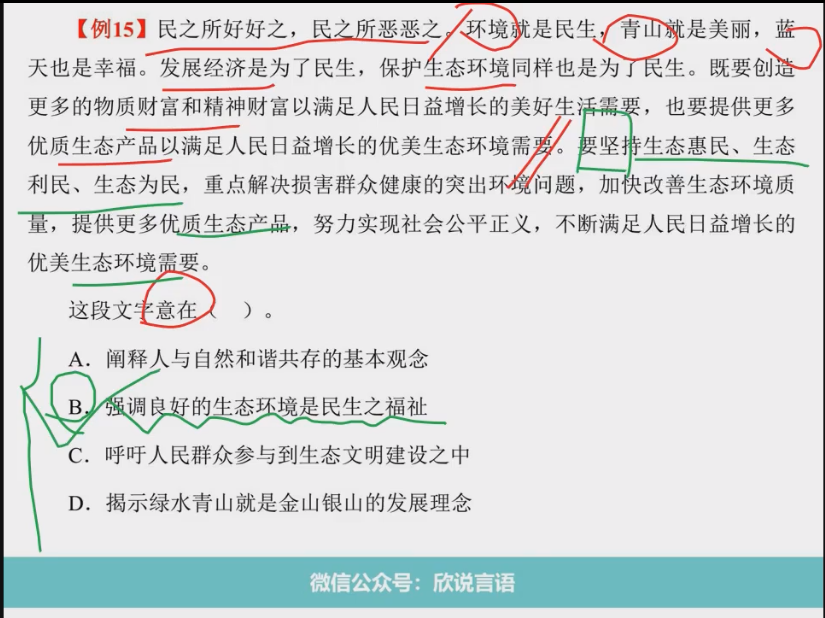 【例15】民之所好好之，民之所恶恶之。环境就是民生，青山就是美丽，蓝
天也是幸福。发展经济是为了民生，保护生态环境同样也是为了民生。既要创造
更多的物质财富和精神财富以满足人民日益增长的美好生活需要，也要提供更多
优质生态产品以满足人民日益增长的优美生态环境需要。要坚持生态惠民、生态
利民、生态为民，重点解决损害群众健康的突出环境问题，加快改善生态环境质
量，提供更多优质生态产品，努力实现社会公平正义，不断满足人民日益增长的
优美生态环境需要。
这段文字意在（　）。
A．阐释人与自然和谐共存的基本观念
B．强调良好的生态环境是民生之福祉
C．呼吁人民群众参与到生态文明建设之中
D．揭示绿水青山就是金山银山的发展理念
微信公众号：欣说言语